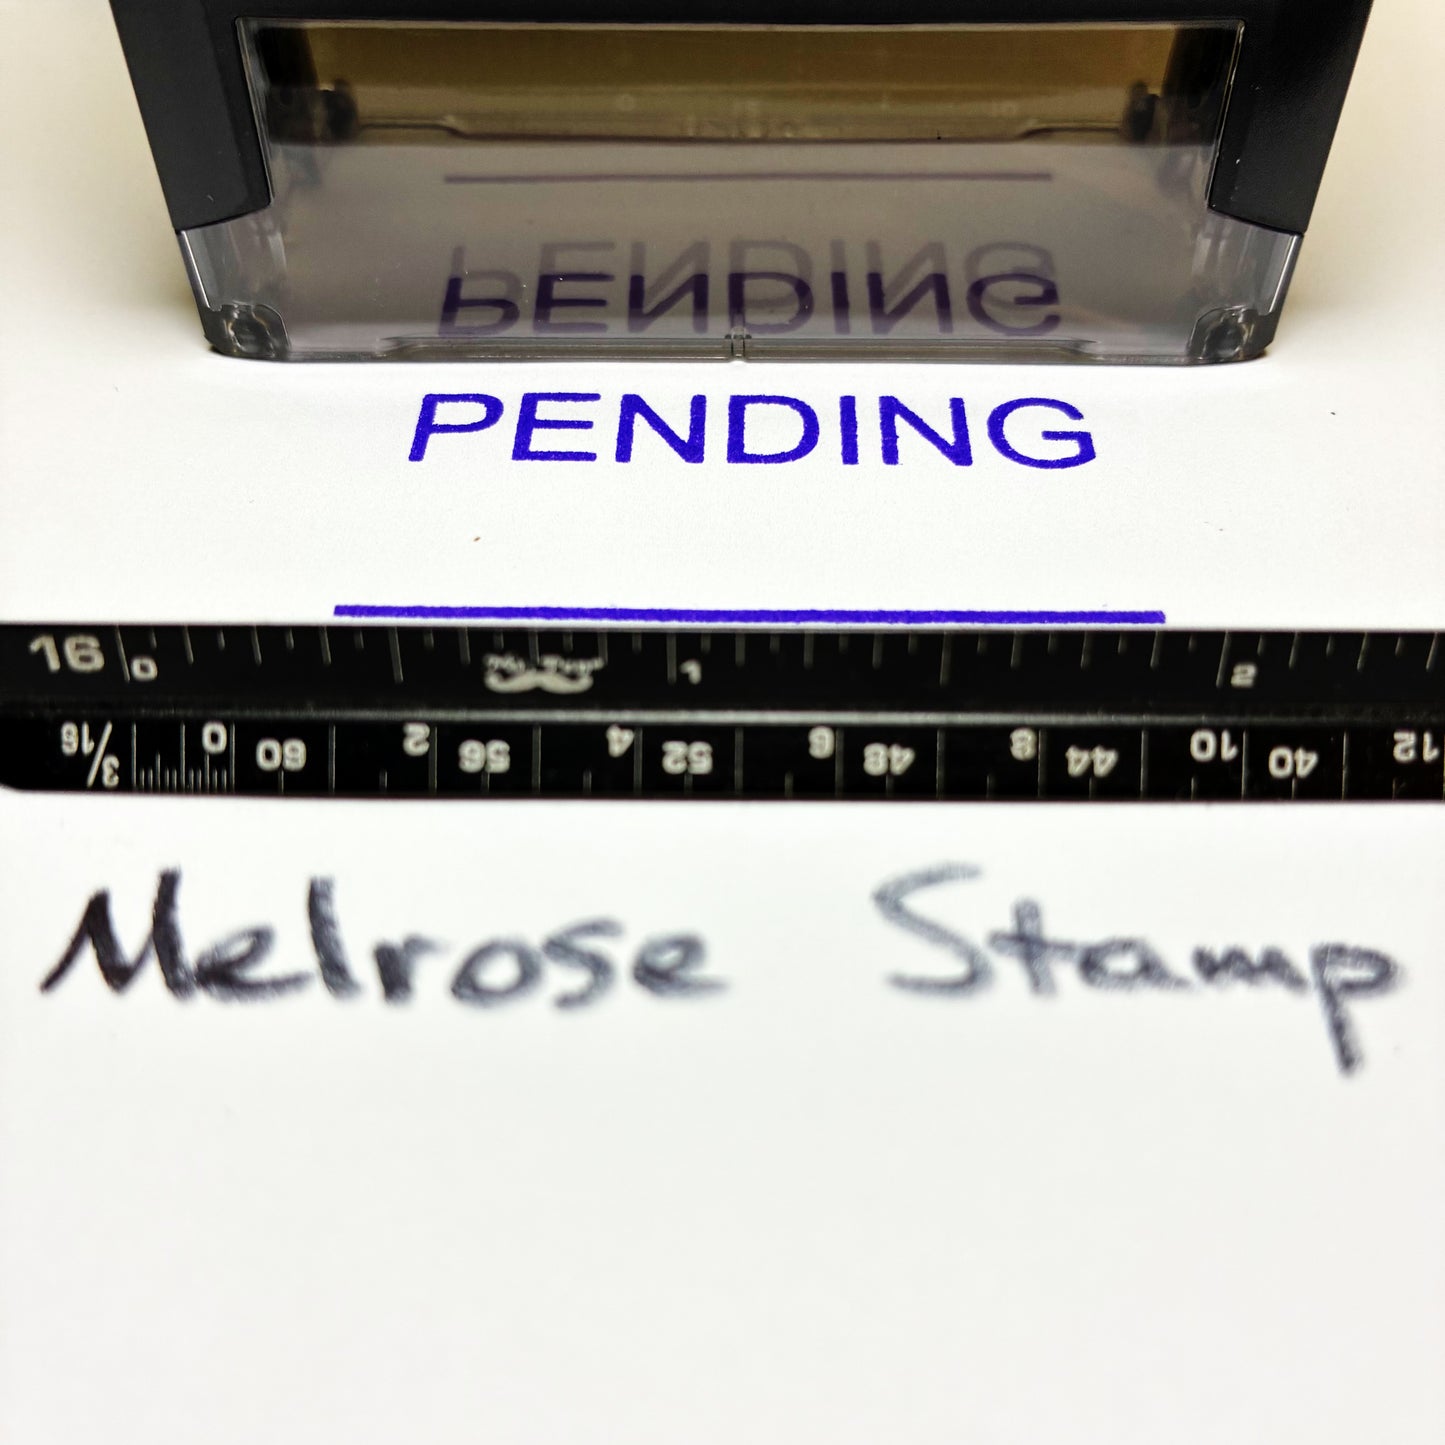 PENDING
PENDING
16 0 1 2
3/16 0 60 2 56 4 52 6 48 8 44 10 40 12
Melrose Stamp